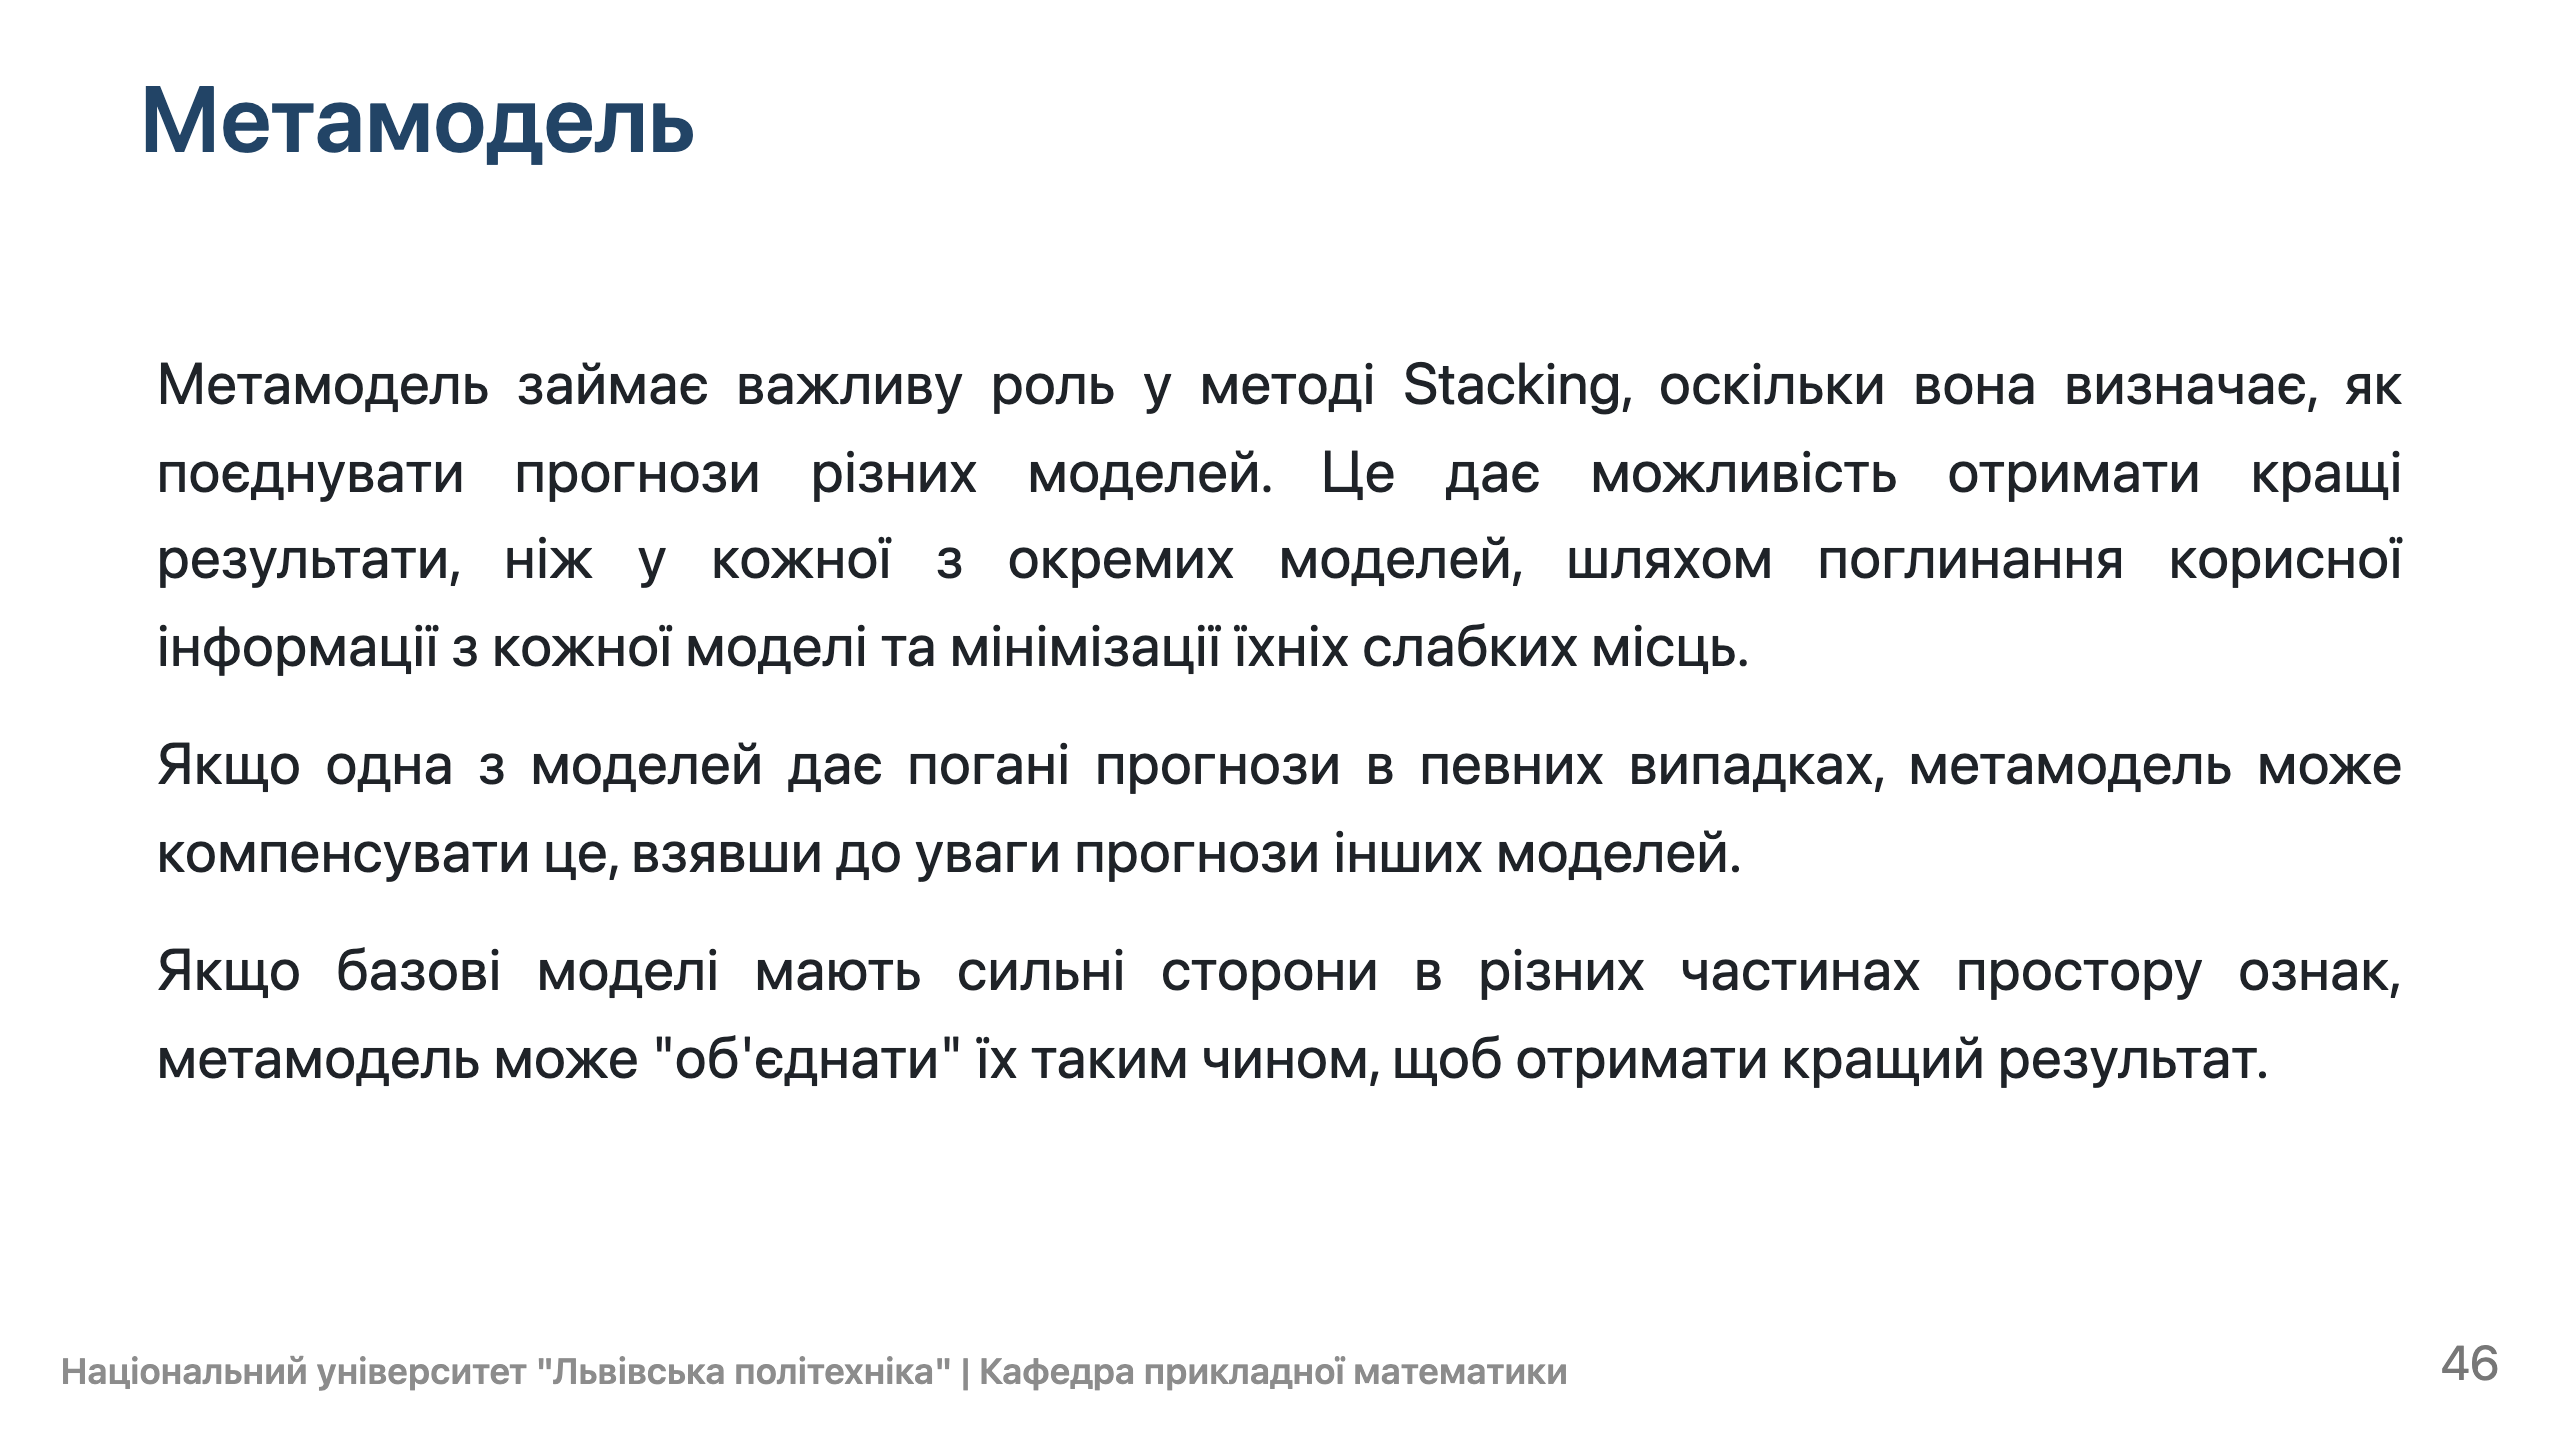 Метамодель
Метамодель займає важливу роль у методі Stacking, оскільки вона визначає, як
поєднувати прогнози різних моделей. Це дає можливість отримати кращі
результати, ніж у кожної з окремих моделей, шляхом поглинання корисної
інформації з кожної моделі та мінімізації їхніх слабких місць.
Якщо одна з моделей дає погані прогнози в певних випадках, метамодель може
компенсувати це, взявши до уваги прогнози інших моделей.
Якщо базові моделі мають сильні сторони в різних частинах простору ознак,
метамодель може "об'єднати" їх таким чином, щоб отримати кращий результат.
Національний університет "Львівська політехніка" | Кафедра прикладної математики
46